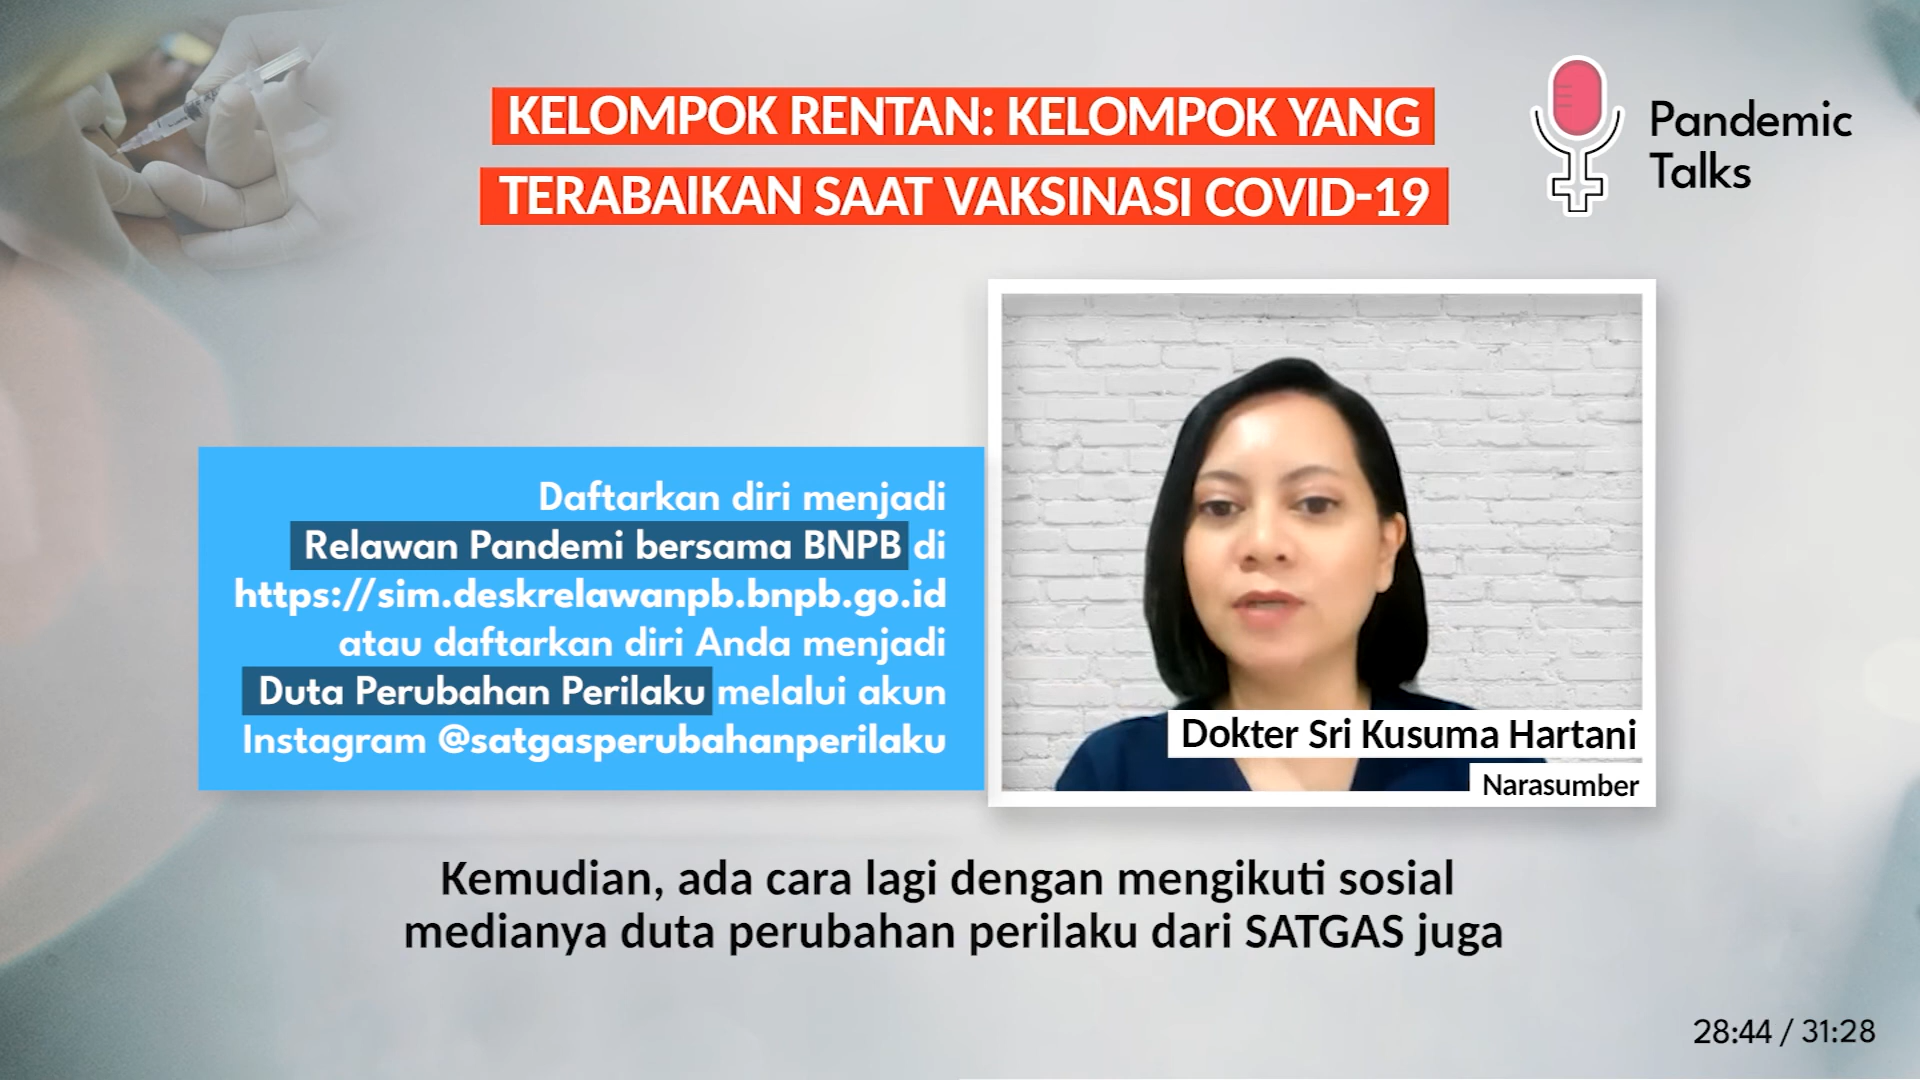 KELOMPOK RENTAN: KELOMPOK YANG
TERABAIKAN SAAT VAKSINASI COVID-19
Pandemic
Talks
Daftarkan diri menjadi
Relawan Pandemi bersama BNPB di
https://sim.deskrelawanpb.bnpb.go.id
atau daftarkan diri Anda menjadi
Duta Perubahan Perilaku melalui akun
Instagram @satgasperubahanperilaku
Dokter Sri Kusuma Hartani
Narasumber
Kemudian, ada cara lagi dengan mengikuti sosial
medianya duta perubahan perilaku dari SATGAS juga
28:44 / 31:28